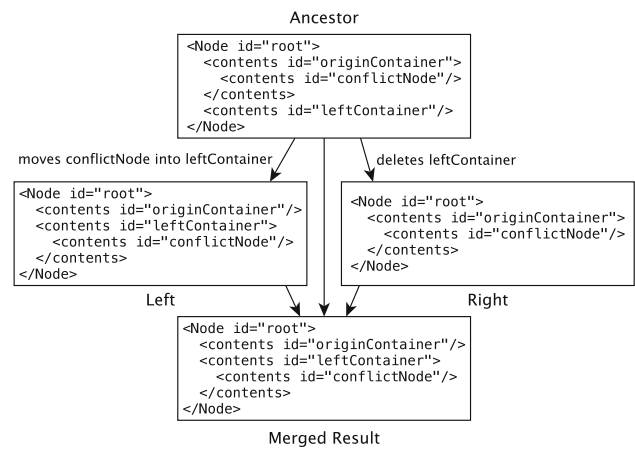 Ancestor
<Node id="root">
  <contents id="originContainer">
    <contents id="conflictNode"/>
  </contents>
  <contents id="leftContainer"/>
</Node>
moves conflictNode into leftContainer
deletes leftContainer
<Node id="root">
  <contents id="originContainer"/>
  <contents id="leftContainer">
    <contents id="conflictNode"/>
  </contents>
</Node>
Left
<Node id="root">
  <contents id="originContainer">
    <contents id="conflictNode"/>
  </contents>
</Node>
Right
<Node id="root">
  <contents id="originContainer"/>
  <contents id="leftContainer">
    <contents id="conflictNode"/>
  </contents>
</Node>
Merged Result